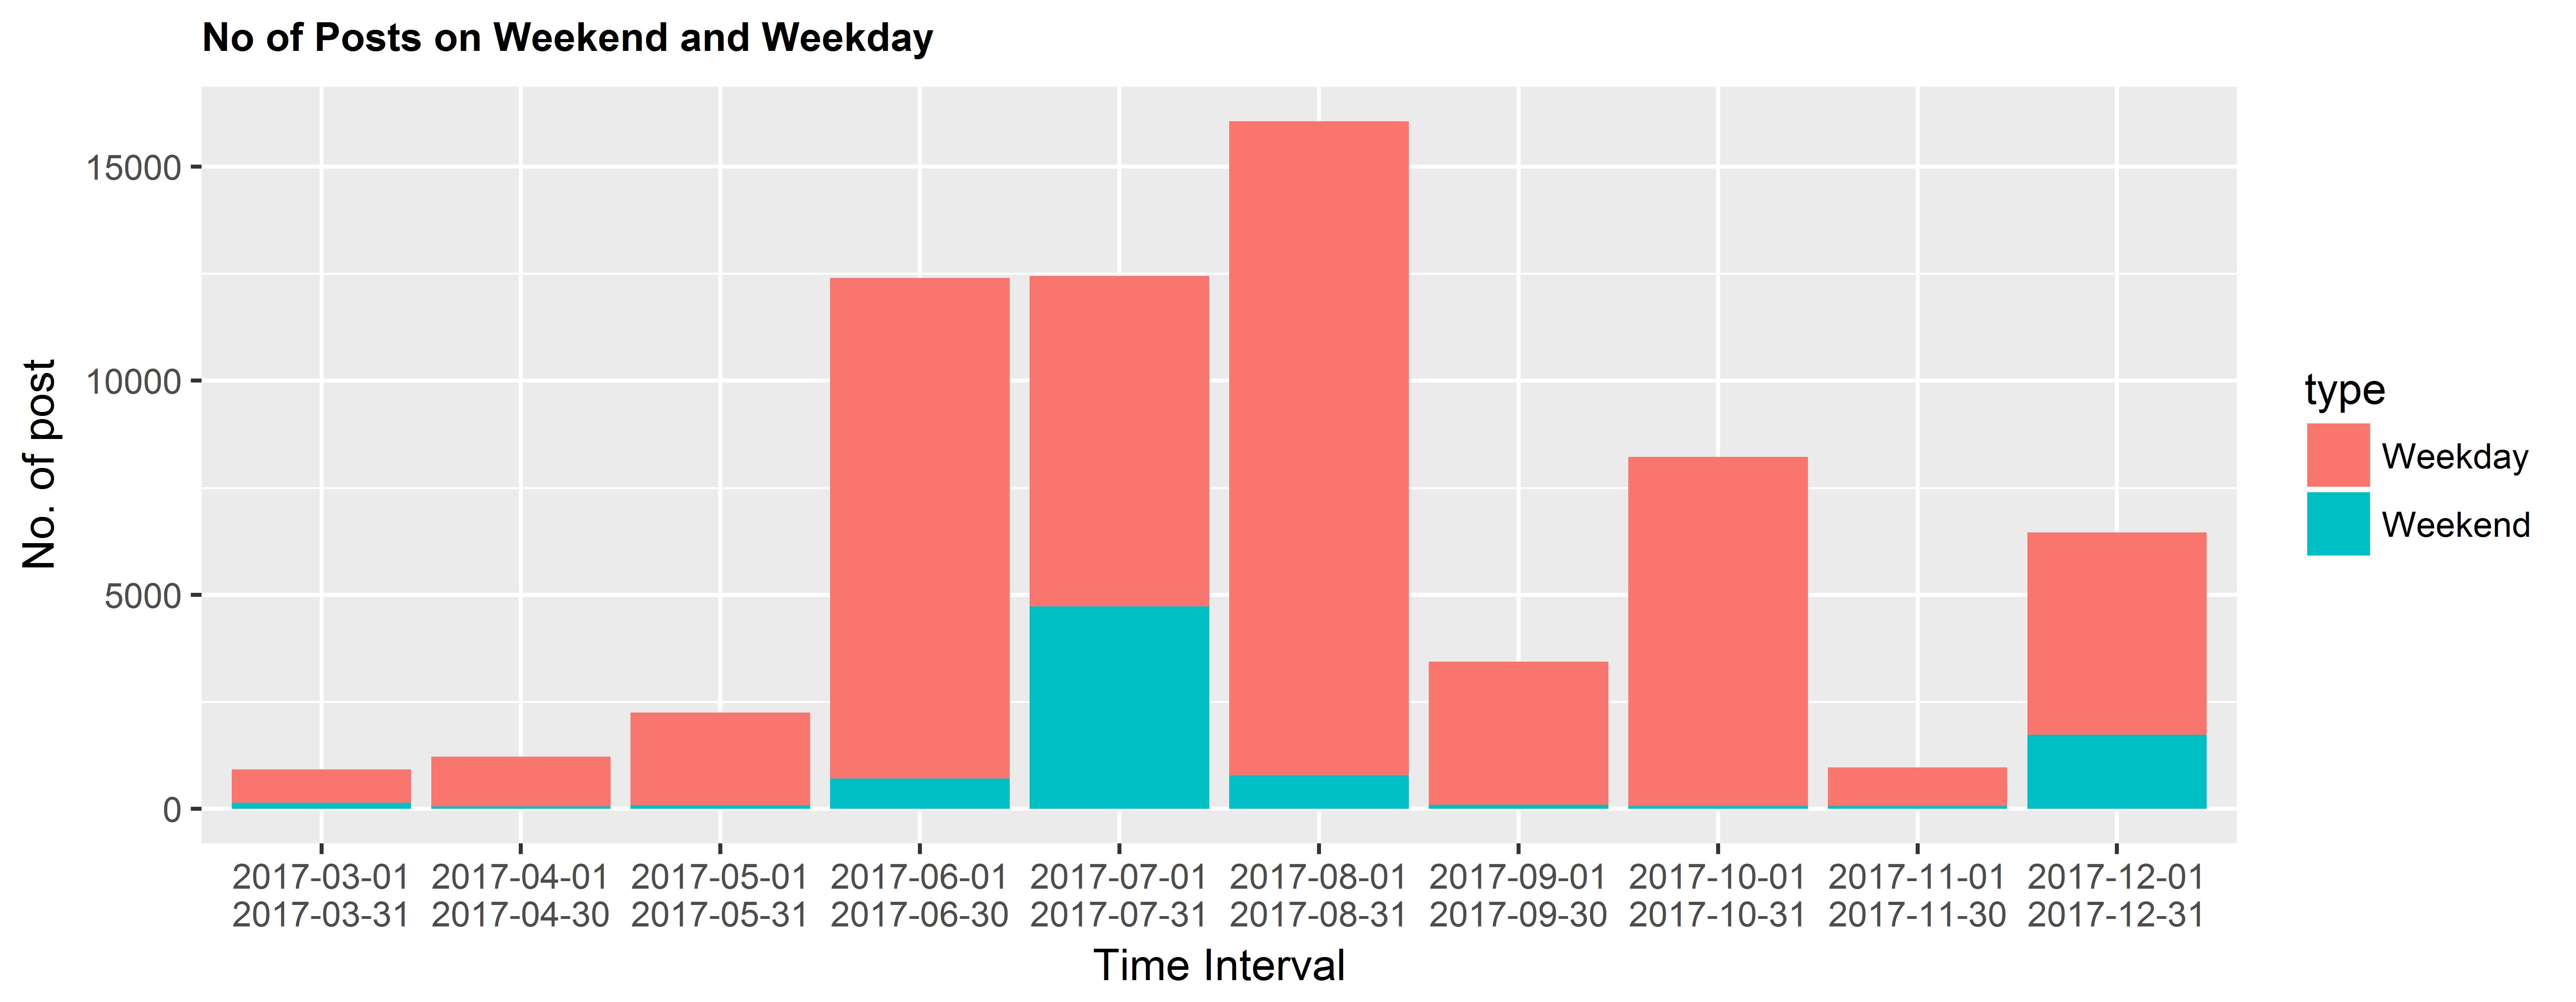 No of Posts on Weekend and Weekday
No. of post
15000
10000
5000
0
type
Weekday
Weekend
2017-03-01 2017-04-01 2017-05-01 2017-06-01 2017-07-01 2017-08-01 2017-09-01 2017-10-01 2017-11-01 2017-12-01
2017-03-31 2017-04-30 2017-05-31 2017-06-30 2017-07-31 2017-08-31 2017-09-30 2017-10-31 2017-11-30 2017-12-31
Time Interval